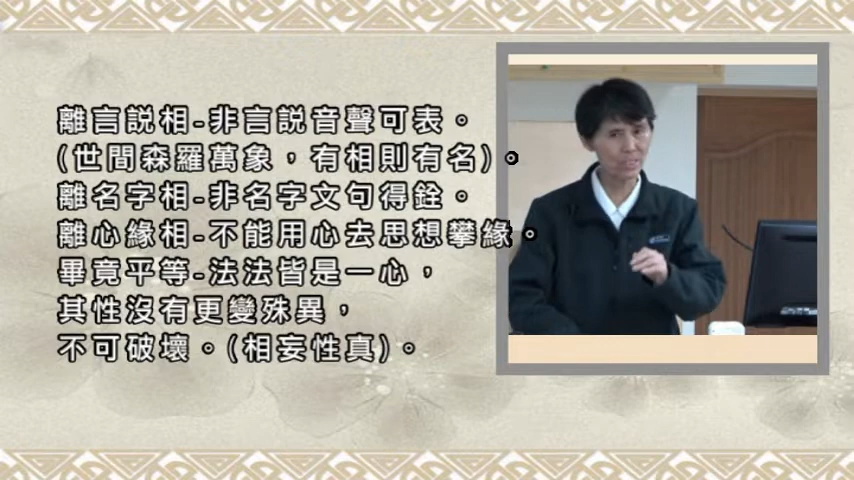 離言說相-非言說音聲可表。
(世間森羅萬象，有相則有名)。
離名字相-非名字文句得銓。
離心緣相-不能用心去思想攀緣。
畢竟平等-法法皆是一心，
其性沒有更變殊異，
不可破壞。(相妄性真)。